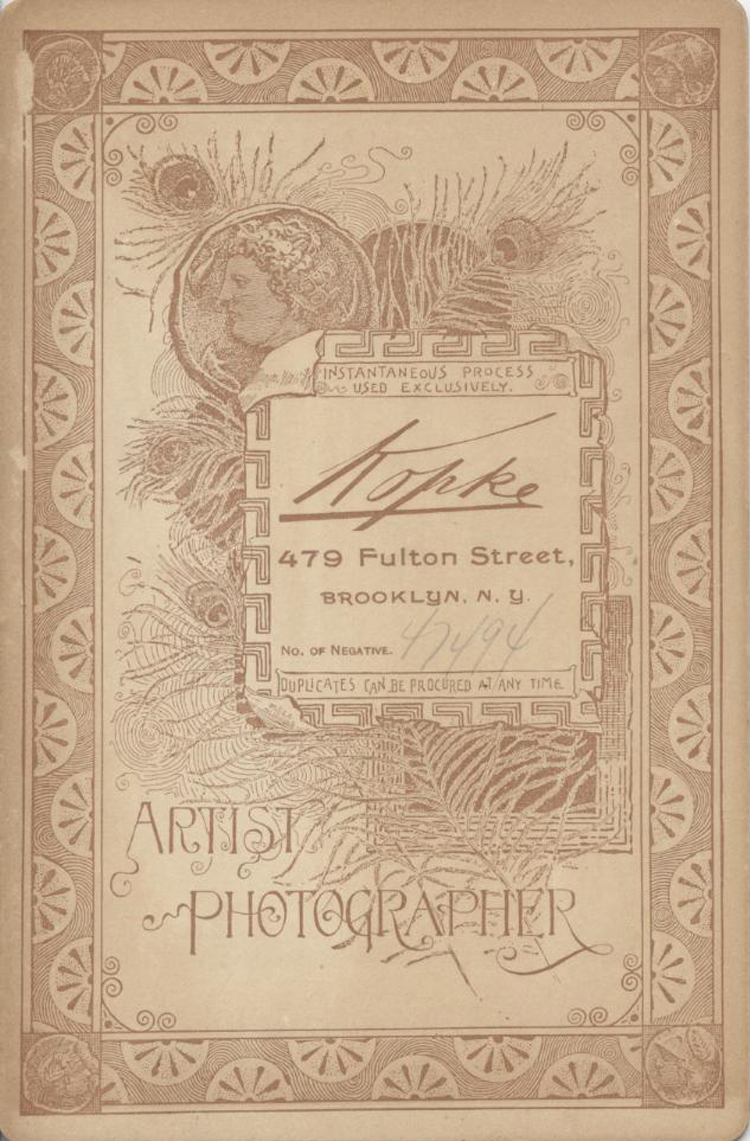 INSTANTANEOUS PROCESS
USED EXCLUSIVELY.
Kopke
479 Fulton Street,
BROOKLYN, N. Y.
No. OF NEGATIVE. 47494
DUPLICATES CAN BE PROCURED AT ANY TIME
ARTIST
PHOTOGRAPHER